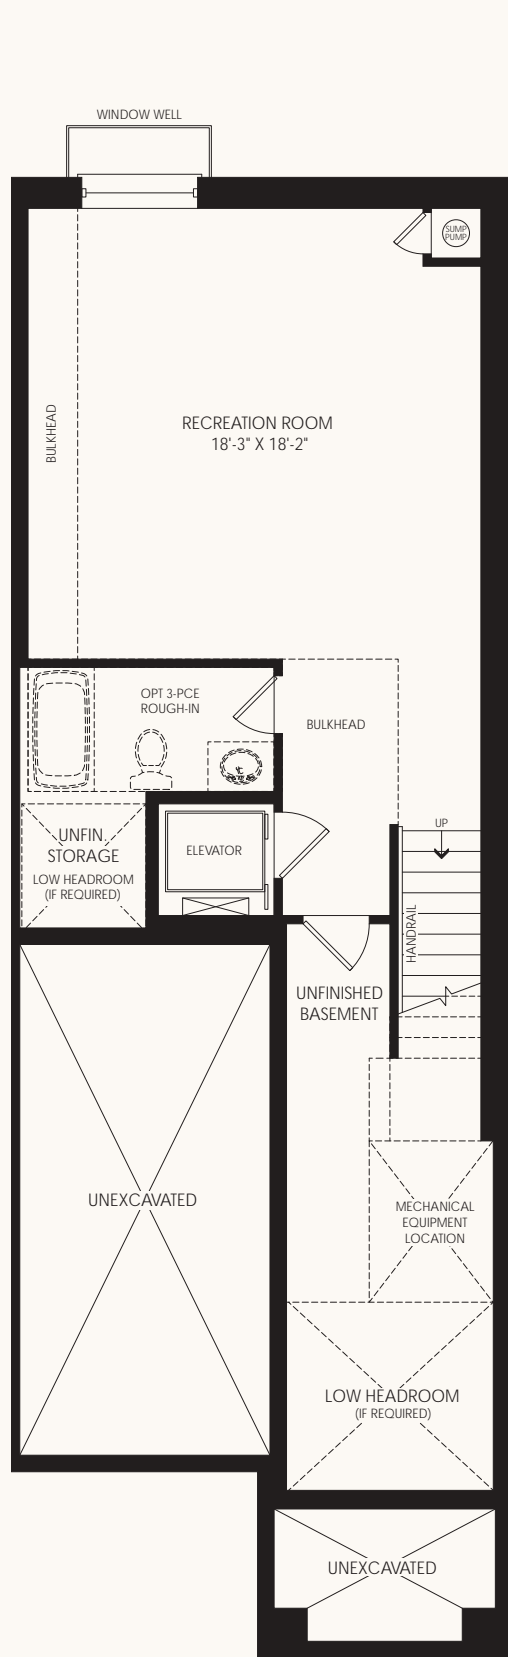 WINDOW WELL
SUMP
PUMP
BULKHEAD
RECREATION ROOM
18'-3" X 18'-2"
OPT 3-PCE
ROUGH-IN
BULKHEAD
UNFIN.
STORAGE
LOW HEADROOM
(IF REQUIRED)
ELEVATOR
UP
HANDRAIL
UNFINISHED
BASEMENT
UNEXCAVATED
MECHANICAL
EQUIPMENT
LOCATION
LOW HEADROOM
(IF REQUIRED)
UNEXCAVATED